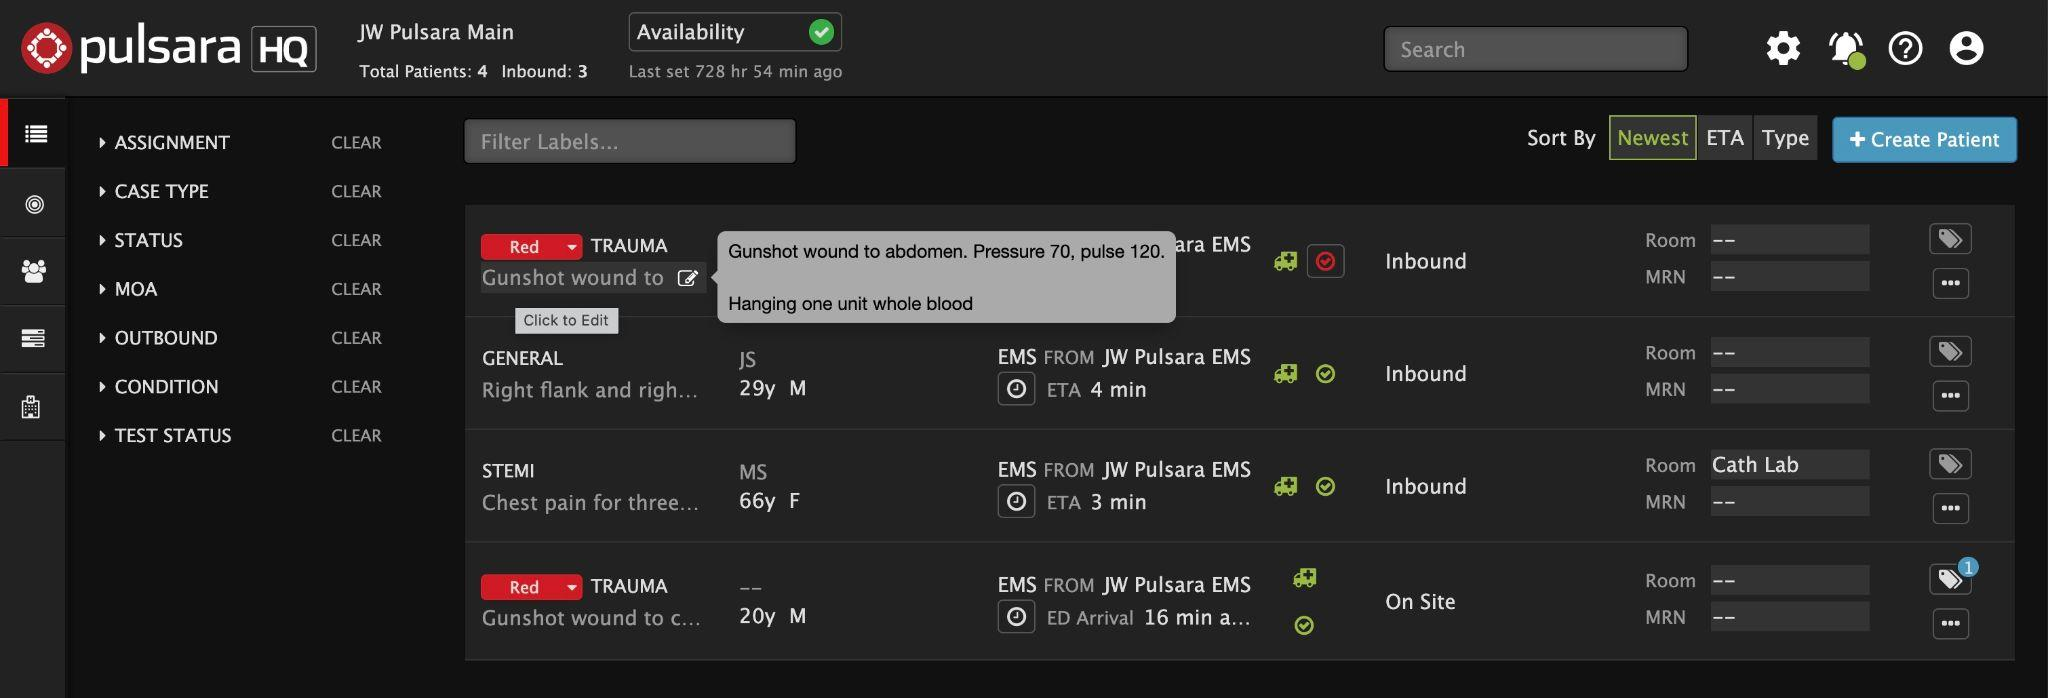 pulsara HQ
JW Pulsara Main
Total Patients: 4 Inbound: 3
Availability
Last set 728 hr 54 min ago
Search
ASSIGNMENT CLEAR
CASE TYPE CLEAR
STATUS CLEAR
MOA CLEAR
OUTBOUND CLEAR
CONDITION CLEAR
TEST STATUS CLEAR
Filter Labels...
Sort By Newest ETA Type + Create Patient
Red TRAUMA
Gunshot wound to
Click to Edit
Gunshot wound to abdomen. Pressure 70, pulse 120.
Hanging one unit whole blood
ara EMS
Inbound
Room --
MRN --
GENERAL
Right flank and righ...
JS
29y M
EMS FROM JW Pulsara EMS
ETA 4 min
Inbound
Room --
MRN --
STEMI
Chest pain for three...
MS
66y F
EMS FROM JW Pulsara EMS
ETA 3 min
Inbound
Room Cath Lab
MRN --
Red TRAUMA
Gunshot wound to c...
--
20y M
EMS FROM JW Pulsara EMS
ED Arrival 16 min a...
On Site
Room --
MRN --
1